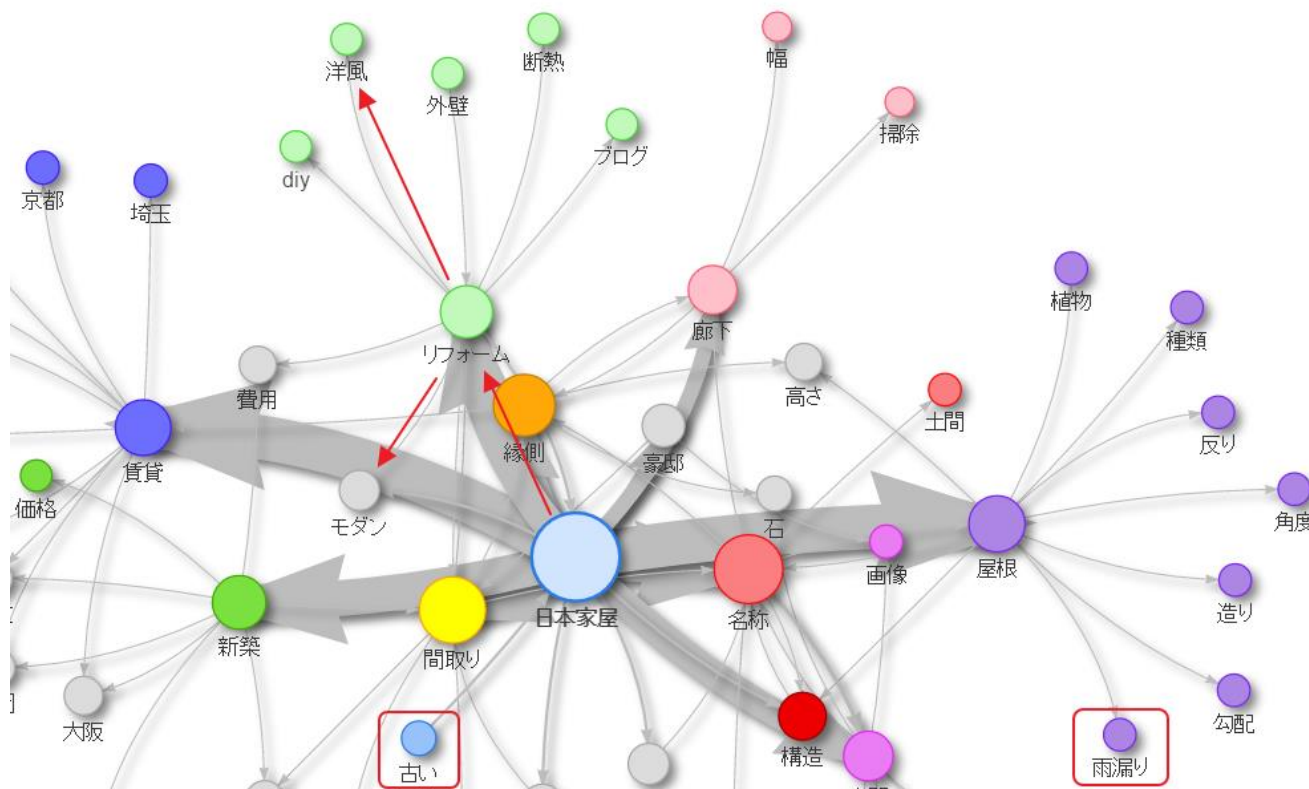 洋風
断熱
幅
外壁
掃除
ブログ
diy
京都
埼玉
植物
種類
廊下
リフォーム
高さ
費用
土間
反り
縁側
豪邸
賃貸
価格
モダン
石
角度
画像
屋根
造り
日本家屋
名称
新築
間取り
大阪
勾配
構造
古い
雨漏り